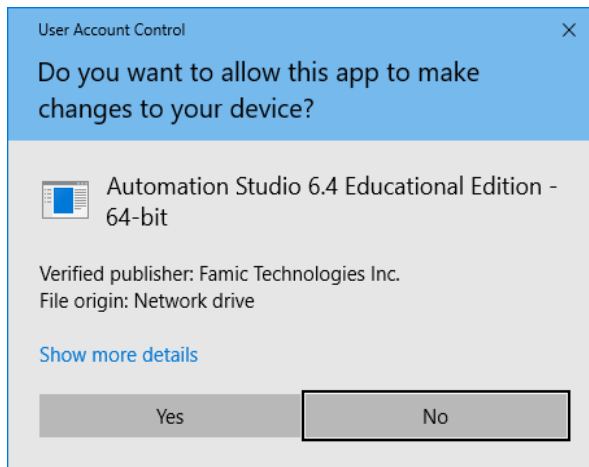 User Account Control
Do you want to allow this app to make
changes to your device?
Automation Studio 6.4 Educational Edition -
64-bit
Verified publisher: Famic Technologies Inc.
File origin: Network drive
Show more details
Yes
No